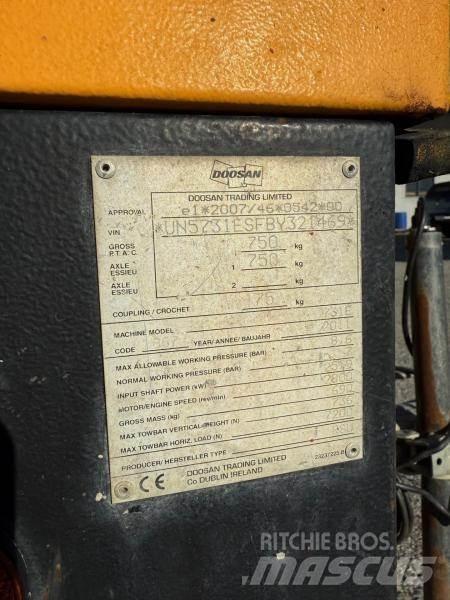 DOOSAN
DOOSAN TRADING LIMITED
APPROVAL e1*2007/46*0542*00
VIN *UN5731ESFBY321469*
GROSS P.T.A.C. 750 kg
AXLE ESSIEU 1 750 kg
AXLE ESSIEU 2 kg
COUPLING / CROCHET 75 kg
MACHINE MODEL
CODE YEAR/ ANNEE/ BAUJAHR
MAX ALLOWABLE WORKING PRESSURE (BAR)
NORMAL WORKING PRESSURE (BAR)
INPUT SHAFT POWER (kW)
MOTOR/ENGINE SPEED (rev/min)
GROSS MASS (kg)
MAX TOWBAR VERTICAL HEIGHT (N)
MAX TOWBAR HORIZ. LOAD (N)
PRODUCER/ HERSTELLER TYPE
CE
DOOSAN TRADING LIMITED
Co DUBLIN IRELAND
23237225 B
RITCHIE BROS.
MASCUS